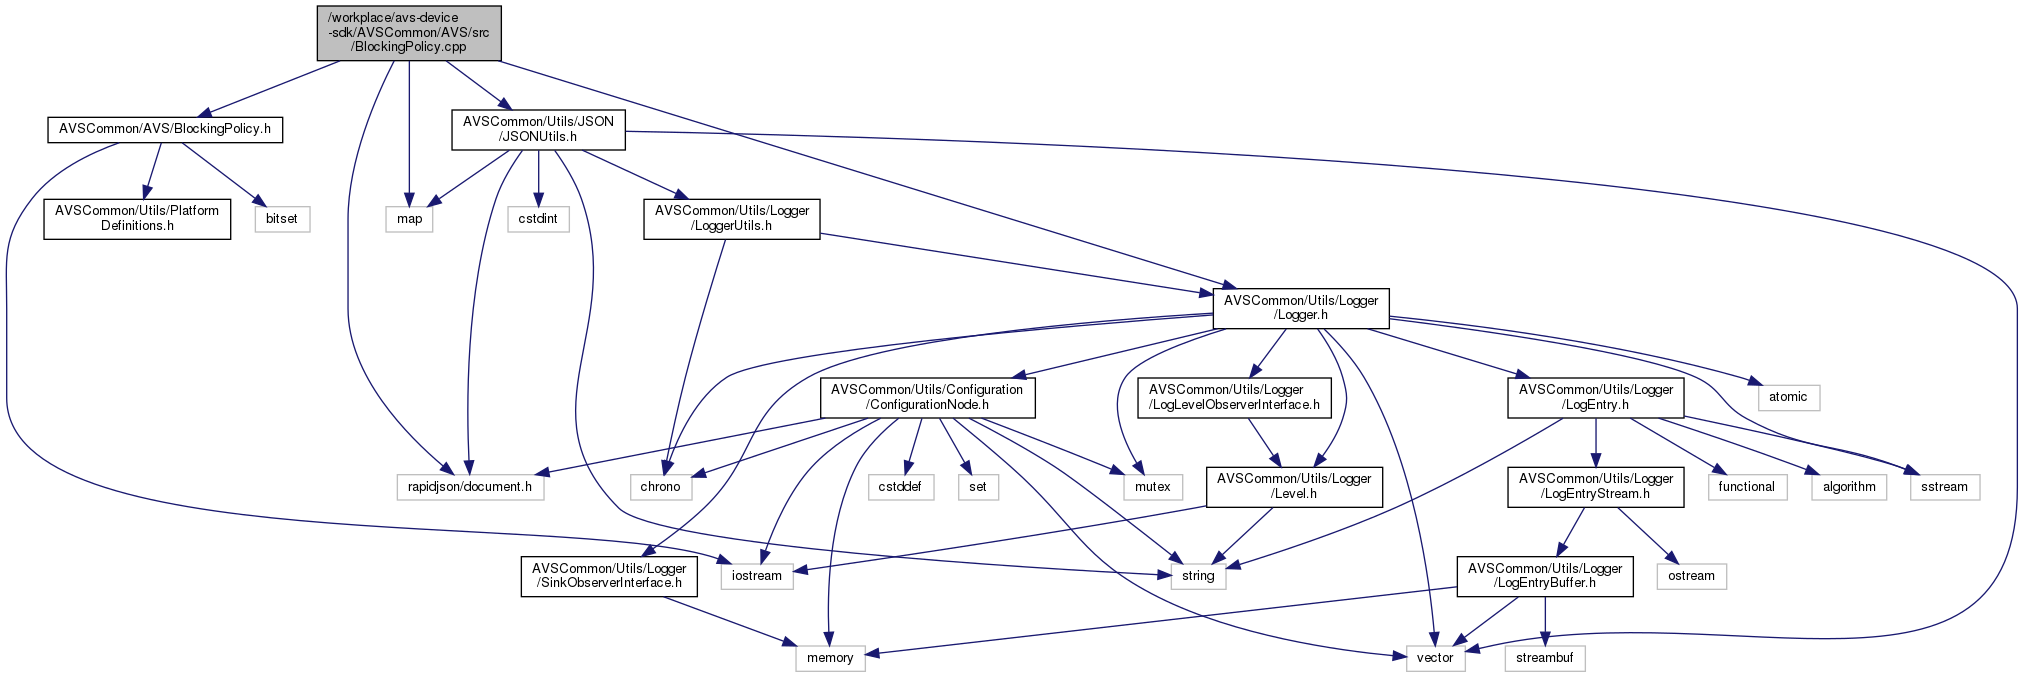 /workplace/avs-device
-sdk/AVSCommon/AVS/src
/BlockingPolicy.cpp
AVSCommon/AVS/BlockingPolicy.h
AVSCommon/Utils/JSON
/JSONUtils.h
AVSCommon/Utils/Platform
Definitions.h
bitset
map
cstdint
AVSCommon/Utils/Logger
/LoggerUtils.h
AVSCommon/Utils/Logger
/Logger.h
AVSCommon/Utils/Configuration
/ConfigurationNode.h
AVSCommon/Utils/Logger
/LogLevelObserverInterface.h
AVSCommon/Utils/Logger
/LogEntry.h
atomic
rapidjson/document.h
chrono
cstddef
set
mutex
AVSCommon/Utils/Logger
/Level.h
AVSCommon/Utils/Logger
/LogEntryStream.h
functional
algorithm
sstream
AVSCommon/Utils/Logger
/SinkObserverInterface.h
iostream
string
AVSCommon/Utils/Logger
/LogEntryBuffer.h
ostream
memory
vector
streambuf